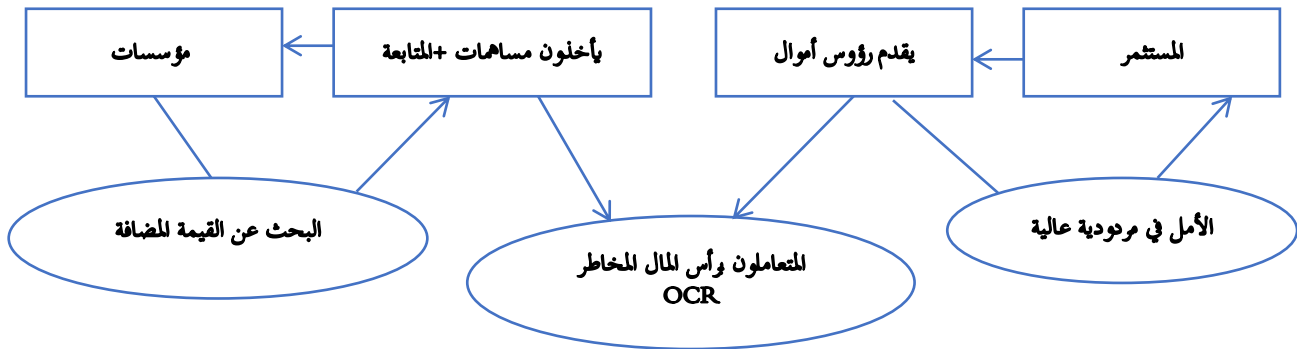 المستثمر
يقدم رؤوس أموال
يأخذون مساهمات +المتابعة
مؤسسات
الأمل في مردودية عالية
البحث عن القيمة المضافة
المتعاملون برأس المال المخاطر
OCR